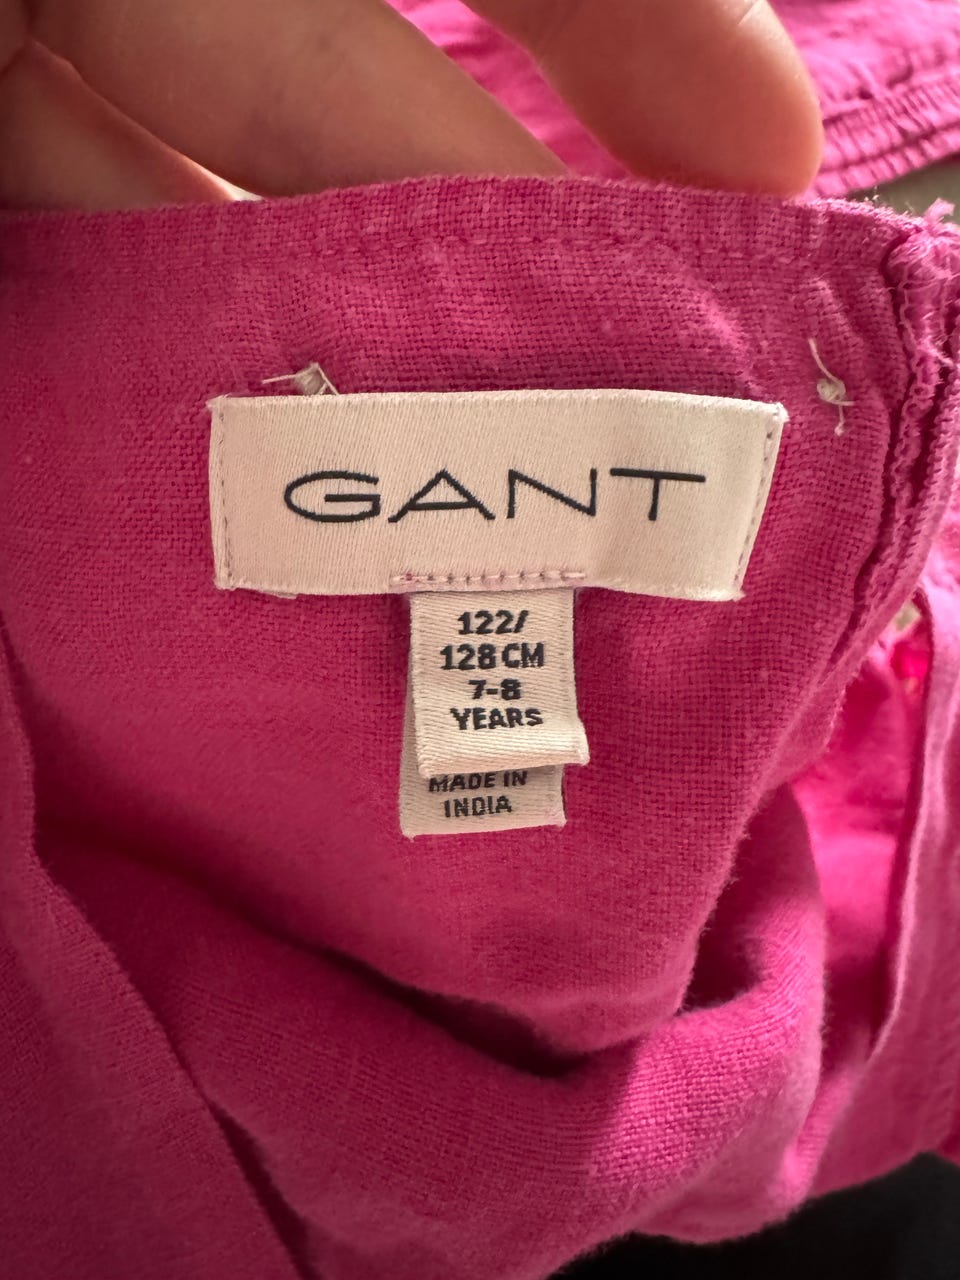 GANT
122/
128 CM
7-8
YEARS
MADE IN
INDIA